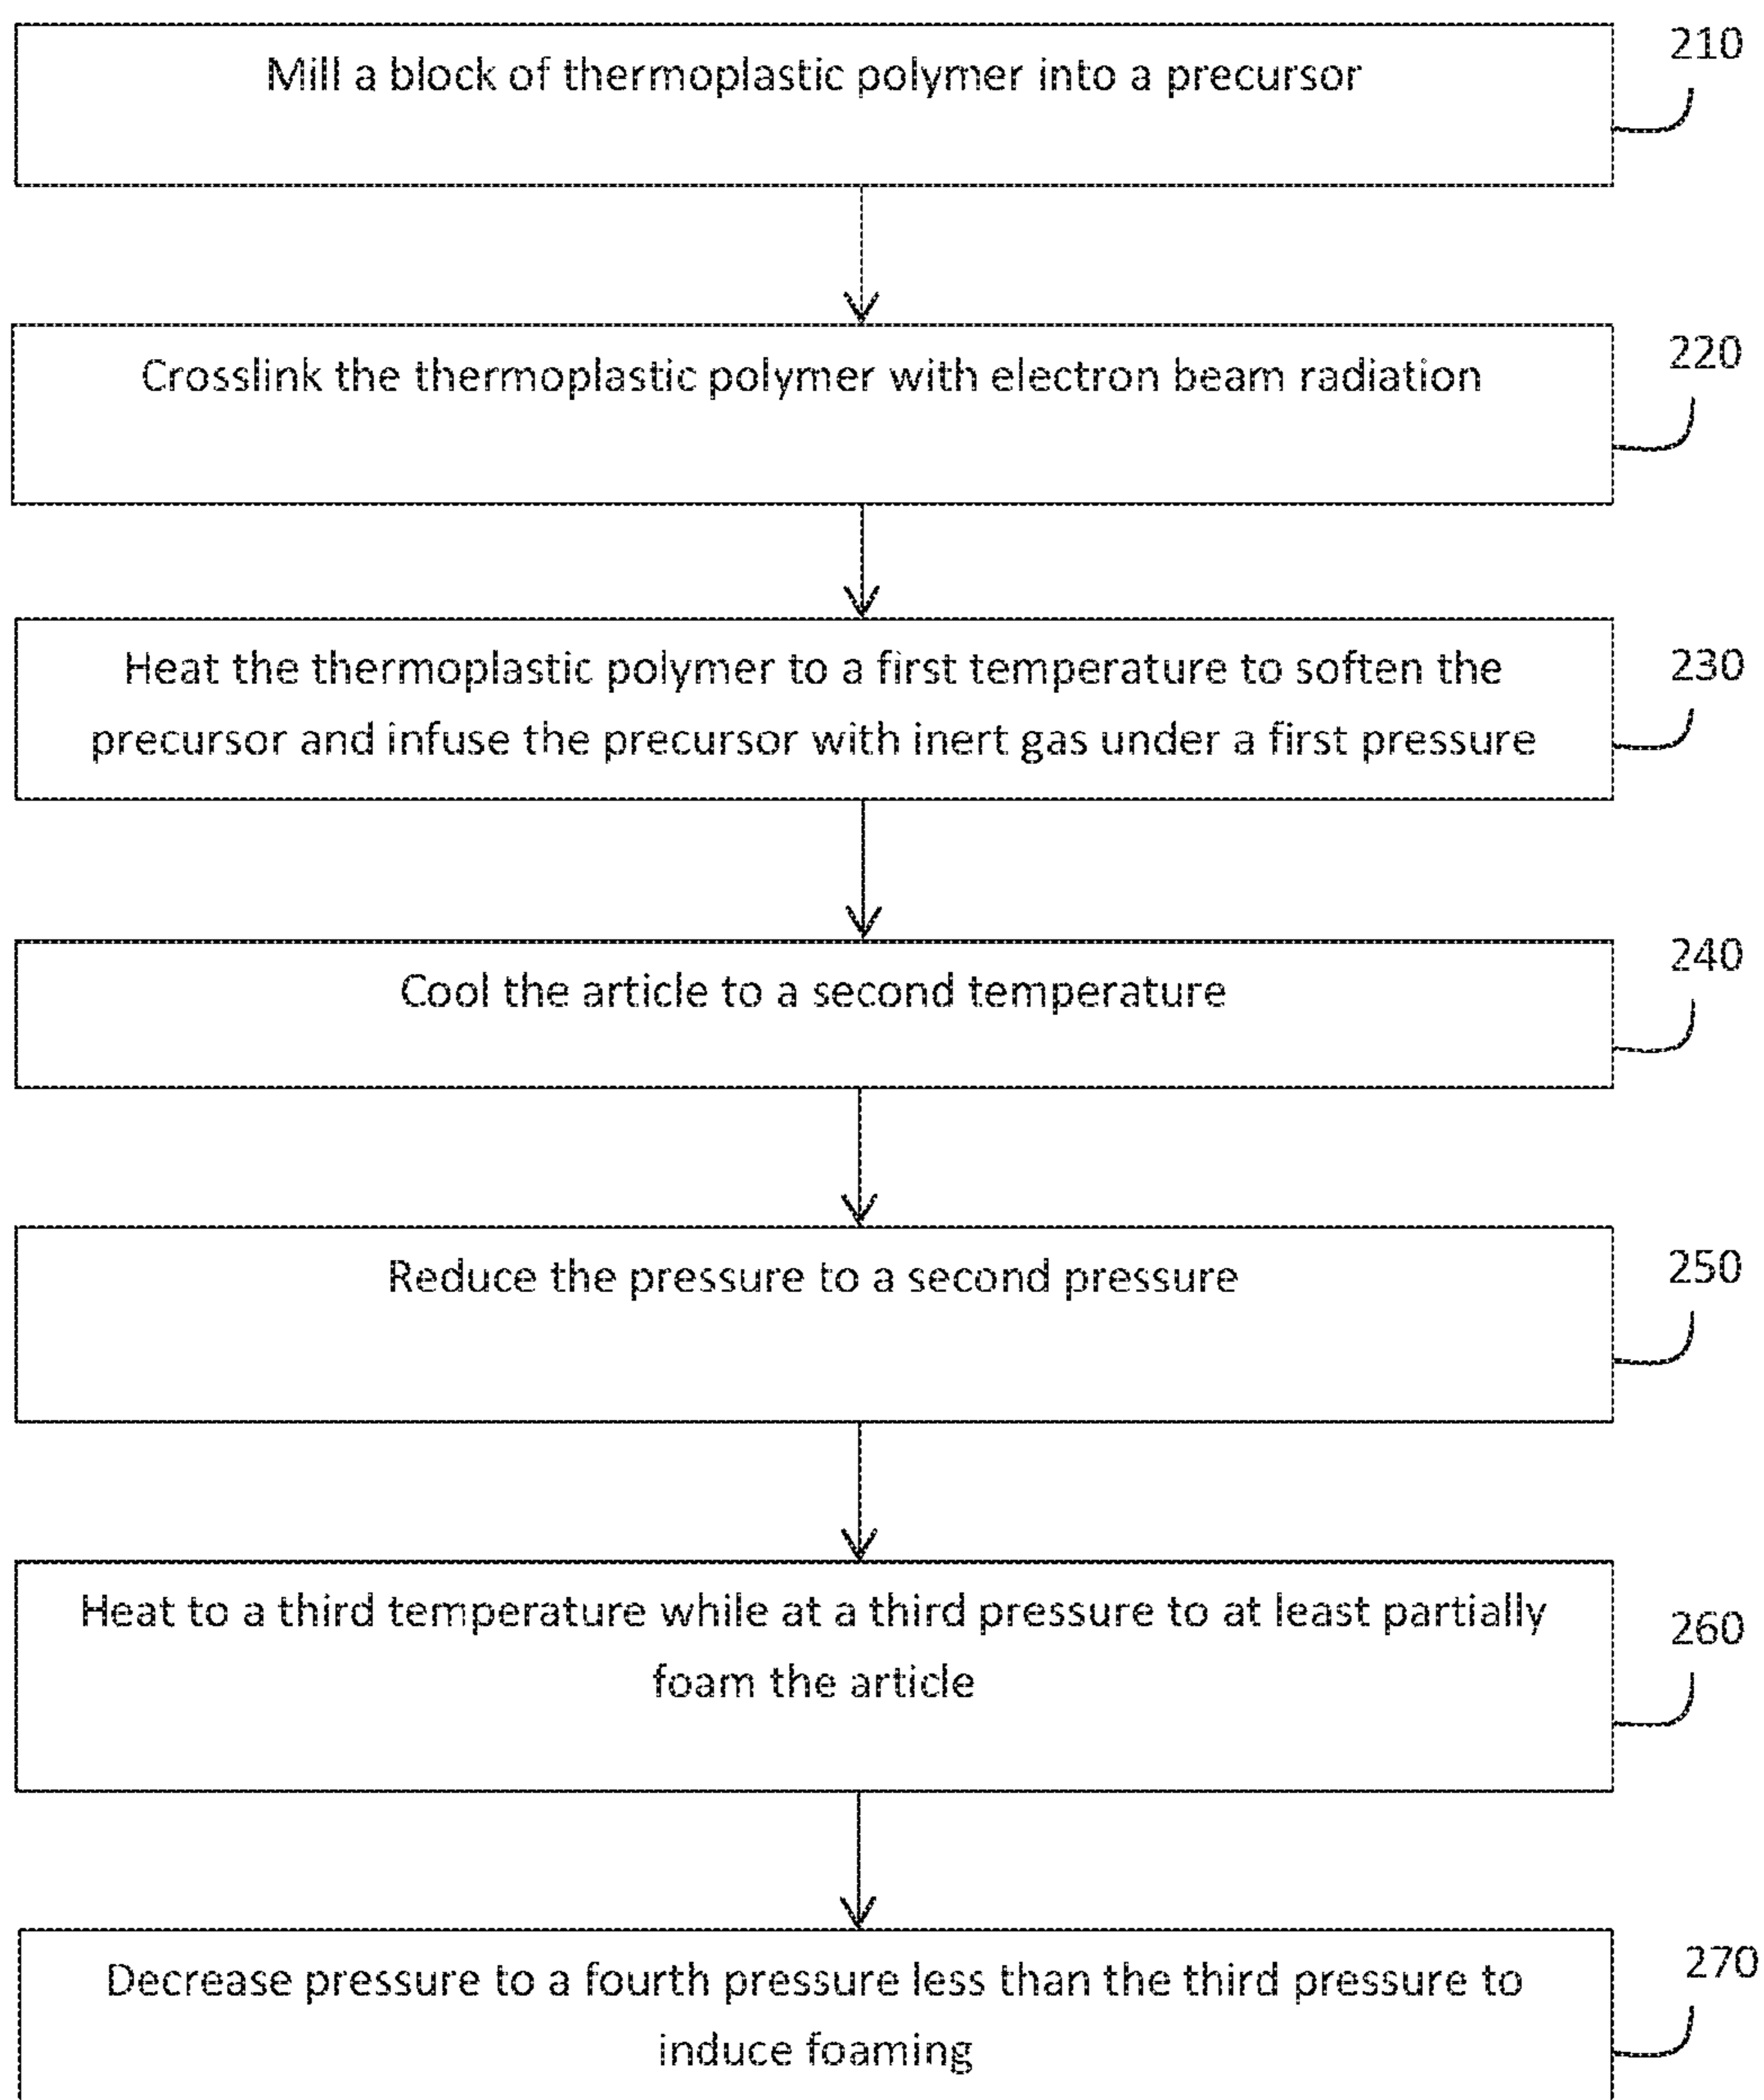 Mill a block of thermoplastic polymer into a precursor
210
Crosslink the thermoplastic polymer with electron beam radiation
220
Heat the thermoplastic polymer to a first temperature to soften the
precursor and infuse the precursor with inert gas under a first pressure
230
Cool the article to a second temperature
240
Reduce the pressure to a second pressure
250
Heat to a third temperature while at a third pressure to at least partially
foam the article
260
Decrease pressure to a fourth pressure less than the third pressure to
induce foaming
270